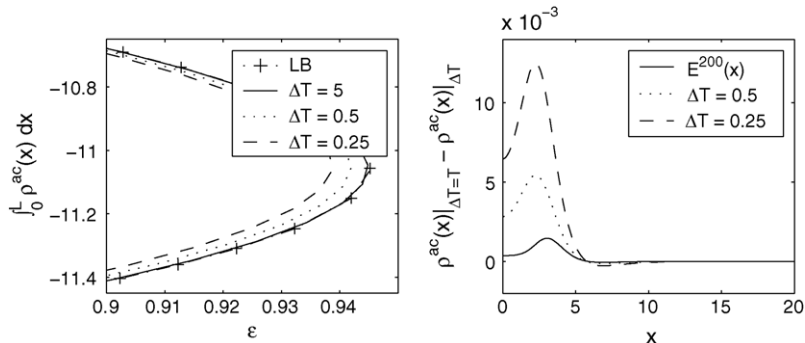 ∫₀ᴸ ρᵃᶜ(x) dx
-10.8
-11
-11.2
-11.4
0.9 0.91 0.92 0.93 0.94
ε
LB
ΔT = 5
ΔT = 0.5
ΔT = 0.25
x 10⁻³
ρᵃᶜ(x)|ΔT=T − ρᵃᶜ(x)|ΔT
10
5
0
0 5 10 15 20
x
E²⁰⁰(x)
ΔT = 0.5
ΔT = 0.25